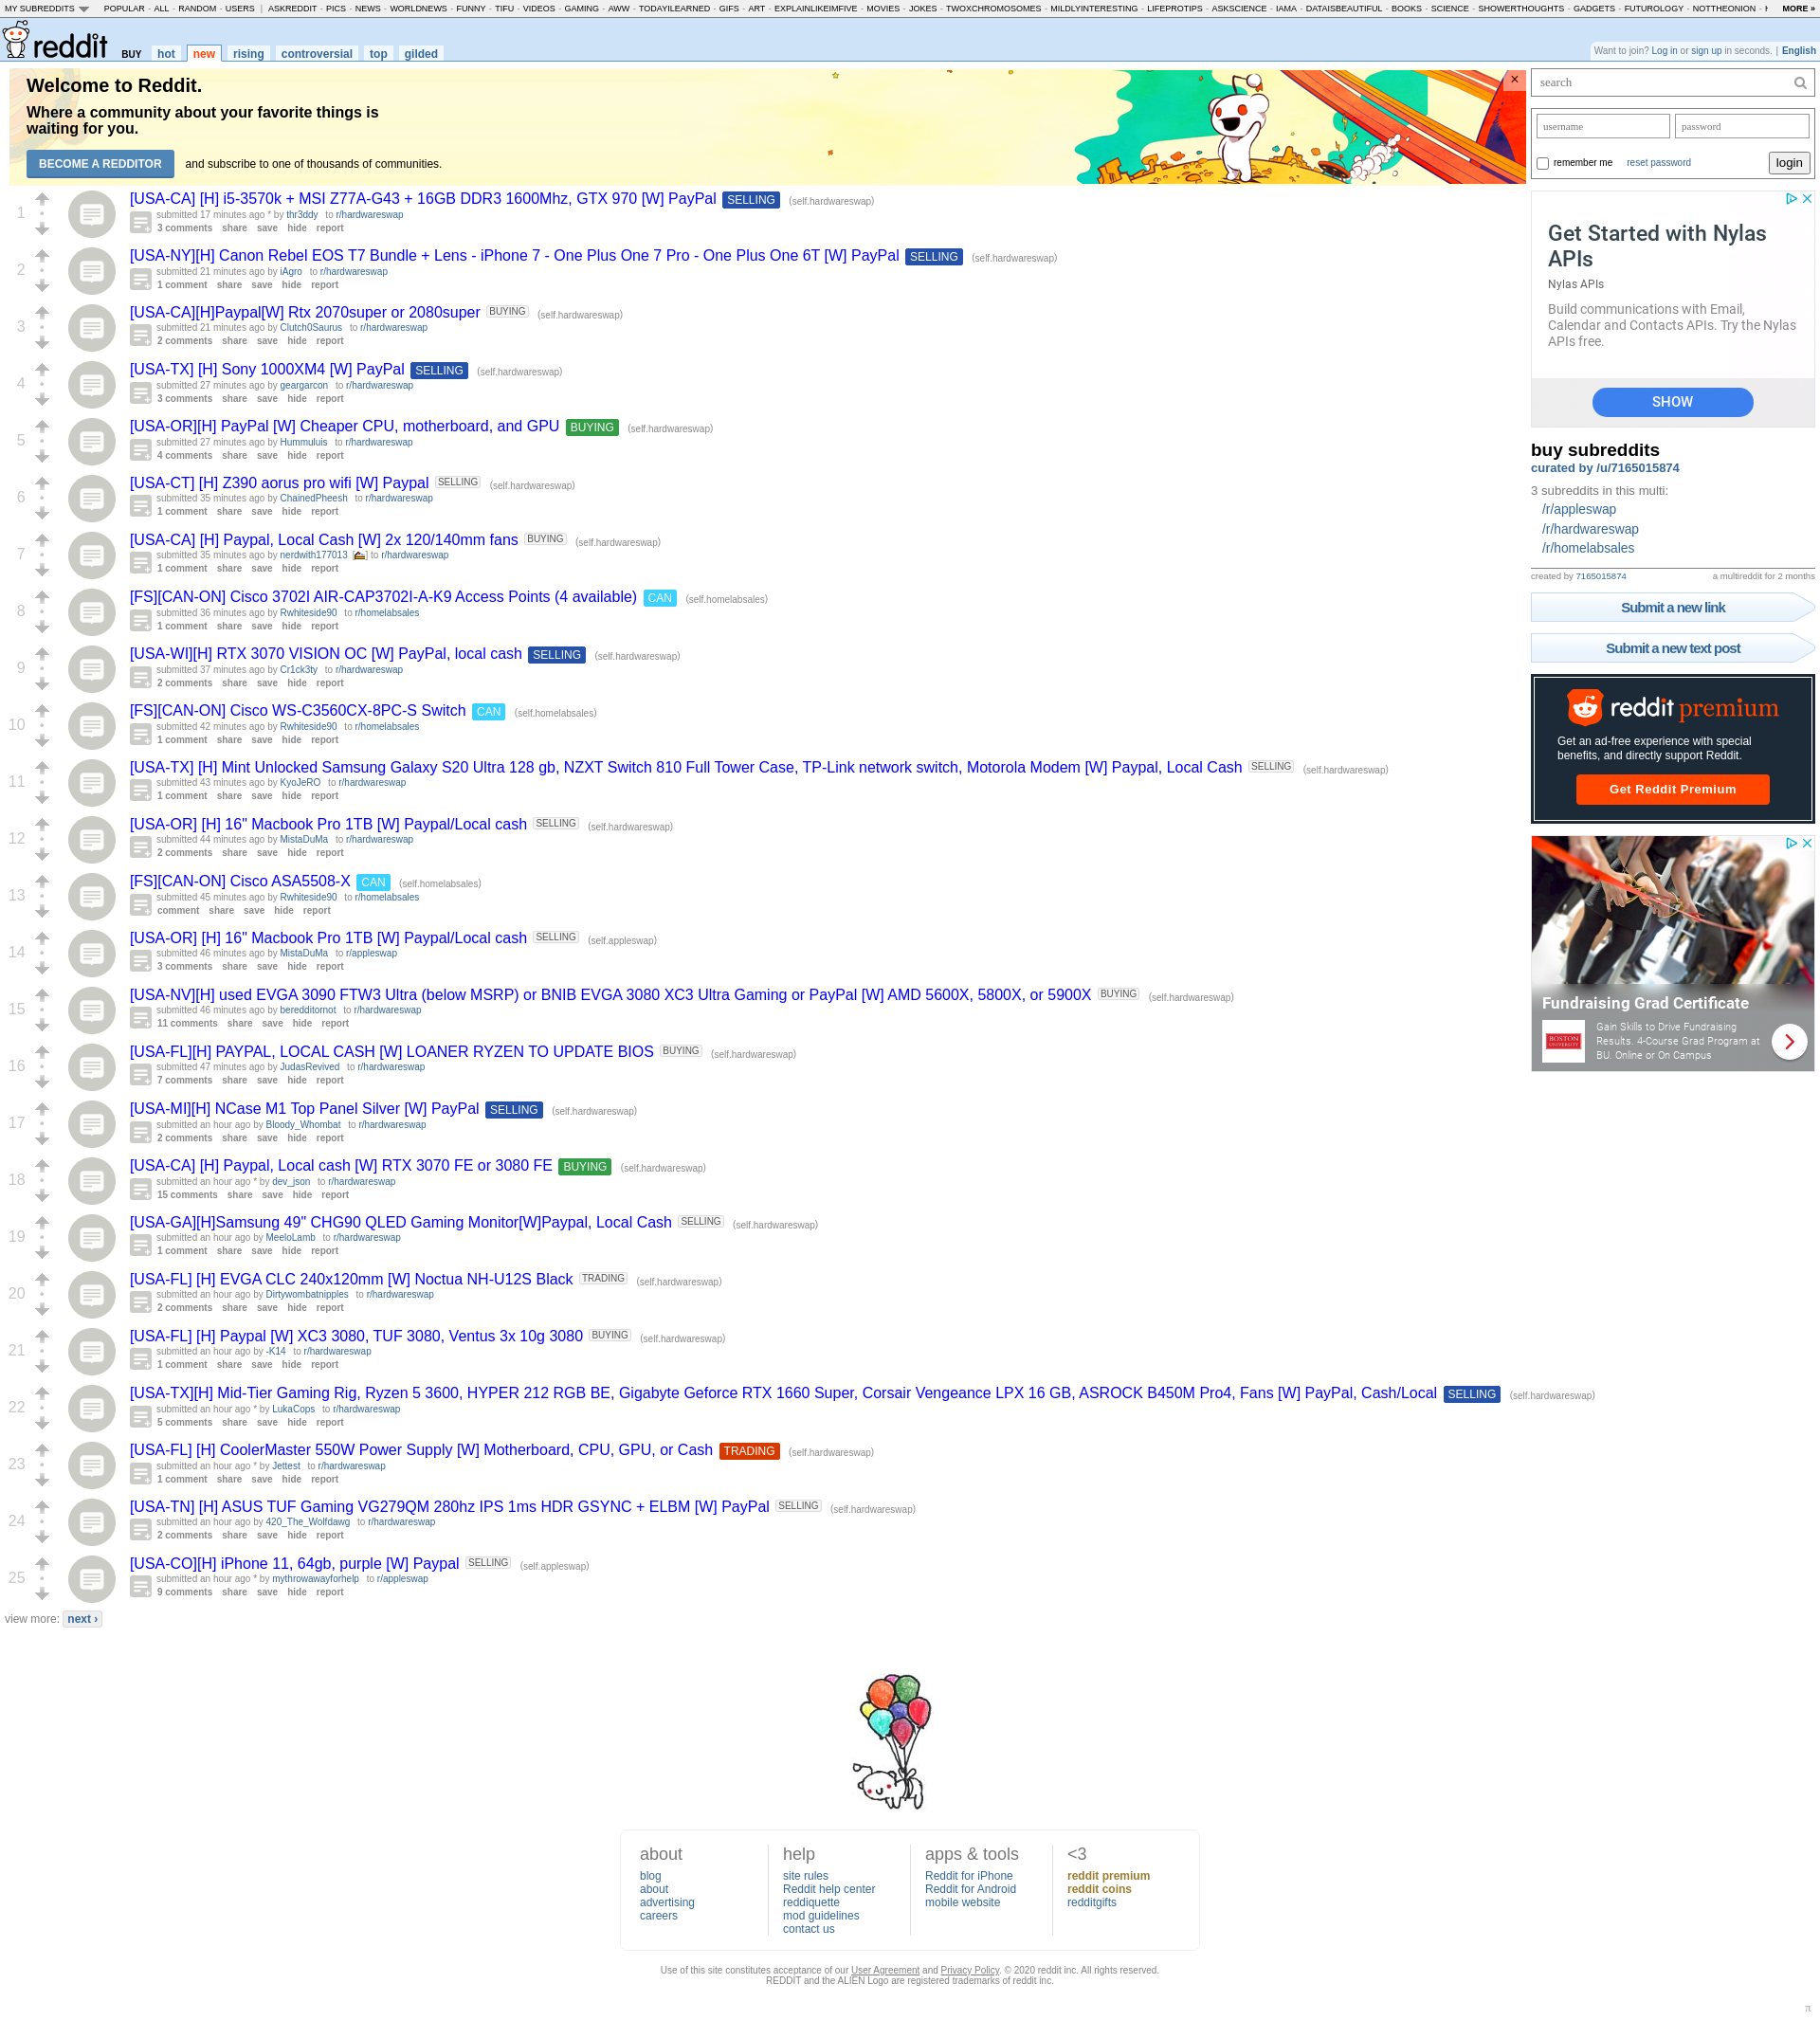 MY SUBREDDITS POPULAR - ALL - RANDOM - USERS | ASKREDDIT - PICS - NEWS - WORLDNEWS - FUNNY - TIFU - VIDEOS - GAMING - AWW - TODAYILEARNED - GIFS - ART - EXPLAINLIKEIMFIVE - MOVIES - JOKES - TWOXCHROMOSOMES - MILDLYINTERESTING - LIFEPROTIPS - ASKSCIENCE - IAMA - DATAISBEAUTIFUL - BOOKS - SCIENCE - SHOWERTHOUGHTS - GADGETS - FUTUROLOGY - NOTTHEONION - MORE »
reddit BUY hot new rising controversial top gilded
Want to join? Log in or sign up in seconds. | English
Welcome to Reddit.
Where a community about your favorite things is
waiting for you.
BECOME A REDDITOR and subscribe to one of thousands of communities.
1
[USA-CA] [H] i5-3570k + MSI Z77A-G43 + 16GB DDR3 1600Mhz, GTX 970 [W] PayPal SELLING (self.hardwareswap)
submitted 17 minutes ago * by thr3ddy to r/hardwareswap
3 comments share save hide report
2
[USA-NY][H] Canon Rebel EOS T7 Bundle + Lens - iPhone 7 - One Plus One 7 Pro - One Plus One 6T [W] PayPal SELLING (self.hardwareswap)
submitted 21 minutes ago by iAgro to r/hardwareswap
1 comment share save hide report
3
[USA-CA][H]Paypal[W] Rtx 2070super or 2080super BUYING (self.hardwareswap)
submitted 21 minutes ago by Clutch0Saurus to r/hardwareswap
2 comments share save hide report
4
[USA-TX] [H] Sony 1000XM4 [W] PayPal SELLING (self.hardwareswap)
submitted 27 minutes ago by geargarcon to r/hardwareswap
3 comments share save hide report
5
[USA-OR][H] PayPal [W] Cheaper CPU, motherboard, and GPU BUYING (self.hardwareswap)
submitted 27 minutes ago by Hummuluis to r/hardwareswap
4 comments share save hide report
6
[USA-CT] [H] Z390 aorus pro wifi [W] Paypal SELLING (self.hardwareswap)
submitted 35 minutes ago by ChainedPheesh to r/hardwareswap
1 comment share save hide report
7
[USA-CA] [H] Paypal, Local Cash [W] 2x 120/140mm fans BUYING (self.hardwareswap)
submitted 35 minutes ago by nerdwith177013 [] to r/hardwareswap
1 comment share save hide report
8
[FS][CAN-ON] Cisco 3702I AIR-CAP3702I-A-K9 Access Points (4 available) CAN (self.homelabsales)
submitted 36 minutes ago by Rwhiteside90 to r/homelabsales
1 comment share save hide report
9
[USA-WI][H] RTX 3070 VISION OC [W] PayPal, local cash SELLING (self.hardwareswap)
submitted 37 minutes ago by Cr1ck3ty to r/hardwareswap
2 comments share save hide report
10
[FS][CAN-ON] Cisco WS-C3560CX-8PC-S Switch CAN (self.homelabsales)
submitted 42 minutes ago by Rwhiteside90 to r/homelabsales
1 comment share save hide report
11
[USA-TX] [H] Mint Unlocked Samsung Galaxy S20 Ultra 128 gb, NZXT Switch 810 Full Tower Case, TP-Link network switch, Motorola Modem [W] Paypal, Local Cash SELLING (self.hardwareswap)
submitted 43 minutes ago by KyoJeRO to r/hardwareswap
1 comment share save hide report
12
[USA-OR] [H] 16" Macbook Pro 1TB [W] Paypal/Local cash SELLING (self.hardwareswap)
submitted 44 minutes ago by MistaDuMa to r/hardwareswap
2 comments share save hide report
13
[FS][CAN-ON] Cisco ASA5508-X CAN (self.homelabsales)
submitted 45 minutes ago by Rwhiteside90 to r/homelabsales
comment share save hide report
14
[USA-OR] [H] 16" Macbook Pro 1TB [W] Paypal/Local cash SELLING (self.appleswap)
submitted 46 minutes ago by MistaDuMa to r/appleswap
3 comments share save hide report
15
[USA-NV][H] used EVGA 3090 FTW3 Ultra (below MSRP) or BNIB EVGA 3080 XC3 Ultra Gaming or PayPal [W] AMD 5600X, 5800X, or 5900X BUYING (self.hardwareswap)
submitted 46 minutes ago by beredditornot to r/hardwareswap
11 comments share save hide report
16
[USA-FL][H] PAYPAL, LOCAL CASH [W] LOANER RYZEN TO UPDATE BIOS BUYING (self.hardwareswap)
submitted 47 minutes ago by JudasRevived to r/hardwareswap
7 comments share save hide report
17
[USA-MI][H] NCase M1 Top Panel Silver [W] PayPal SELLING (self.hardwareswap)
submitted an hour ago by Bloody_Whombat to r/hardwareswap
2 comments share save hide report
18
[USA-CA] [H] Paypal, Local cash [W] RTX 3070 FE or 3080 FE BUYING (self.hardwareswap)
submitted an hour ago * by dev_json to r/hardwareswap
15 comments share save hide report
19
[USA-GA][H]Samsung 49" CHG90 QLED Gaming Monitor[W]Paypal, Local Cash SELLING (self.hardwareswap)
submitted an hour ago by MeeloLamb to r/hardwareswap
1 comment share save hide report
20
[USA-FL] [H] EVGA CLC 240x120mm [W] Noctua NH-U12S Black TRADING (self.hardwareswap)
submitted an hour ago by Dirtywombatnipples to r/hardwareswap
2 comments share save hide report
21
[USA-FL] [H] Paypal [W] XC3 3080, TUF 3080, Ventus 3x 10g 3080 BUYING (self.hardwareswap)
submitted an hour ago by -K14 to r/hardwareswap
1 comment share save hide report
22
[USA-TX][H] Mid-Tier Gaming Rig, Ryzen 5 3600, HYPER 212 RGB BE, Gigabyte Geforce RTX 1660 Super, Corsair Vengeance LPX 16 GB, ASROCK B450M Pro4, Fans [W] PayPal, Cash/Local SELLING (self.hardwareswap)
submitted an hour ago * by LukaCops to r/hardwareswap
5 comments share save hide report
23
[USA-FL] [H] CoolerMaster 550W Power Supply [W] Motherboard, CPU, GPU, or Cash TRADING (self.hardwareswap)
submitted an hour ago * by Jettest to r/hardwareswap
1 comment share save hide report
24
[USA-TN] [H] ASUS TUF Gaming VG279QM 280hz IPS 1ms HDR GSYNC + ELBM [W] PayPal SELLING (self.hardwareswap)
submitted an hour ago by 420_The_Wolfdawg to r/hardwareswap
2 comments share save hide report
25
[USA-CO][H] iPhone 11, 64gb, purple [W] Paypal SELLING (self.appleswap)
submitted an hour ago * by mythrowawayforhelp to r/appleswap
9 comments share save hide report
view more: next ›
search
username password
remember me reset password login
Get Started with Nylas
APIs
Nylas APIs
Build communications with Email,
Calendar and Contacts APIs. Try the Nylas
APIs free.
SHOW
buy subreddits
curated by /u/7165015874
3 subreddits in this multi:
/r/appleswap
/r/hardwareswap
/r/homelabsales
created by 7165015874 a multireddit for 2 months
Submit a new link
Submit a new text post
reddit premium
Get an ad-free experience with special
benefits, and directly support Reddit.
Get Reddit Premium
Fundraising Grad Certificate
BOSTON
UNIVERSITY
Gain Skills to Drive Fundraising
Results. 4-Course Grad Program at
BU. Online or On Campus
about
blog
about
advertising
careers
help
site rules
Reddit help center
reddiquette
mod guidelines
contact us
apps & tools
Reddit for iPhone
Reddit for Android
mobile website
<3
reddit premium
reddit coins
redditgifts
Use of this site constitutes acceptance of our User Agreement and Privacy Policy. © 2020 reddit inc. All rights reserved.
REDDIT and the ALIEN Logo are registered trademarks of reddit inc.
π